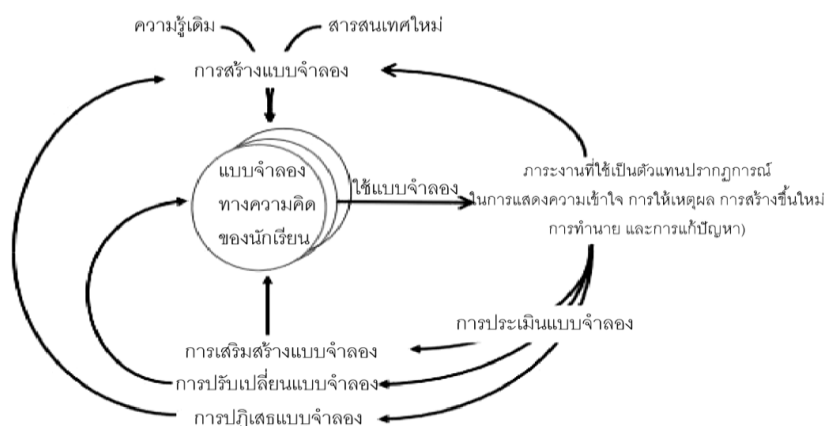 ความรู้เดิม
สารสนเทศใหม่
การสร้างแบบจำลอง
แบบจำลอง
ทางความคิด
ของนักเรียน
ใช้แบบจำลอง
ภาระงานที่ใช้เป็นตัวแทนปรากฏการณ์
ในการแสดงความเข้าใจ การให้เหตุผล การสร้างขึ้นใหม่
การทำนาย และการแก้ปัญหา)
การประเมินแบบจำลอง
การเสริมสร้างแบบจำลอง
การปรับเปลี่ยนแบบจำลอง
การปฏิเสธแบบจำลอง